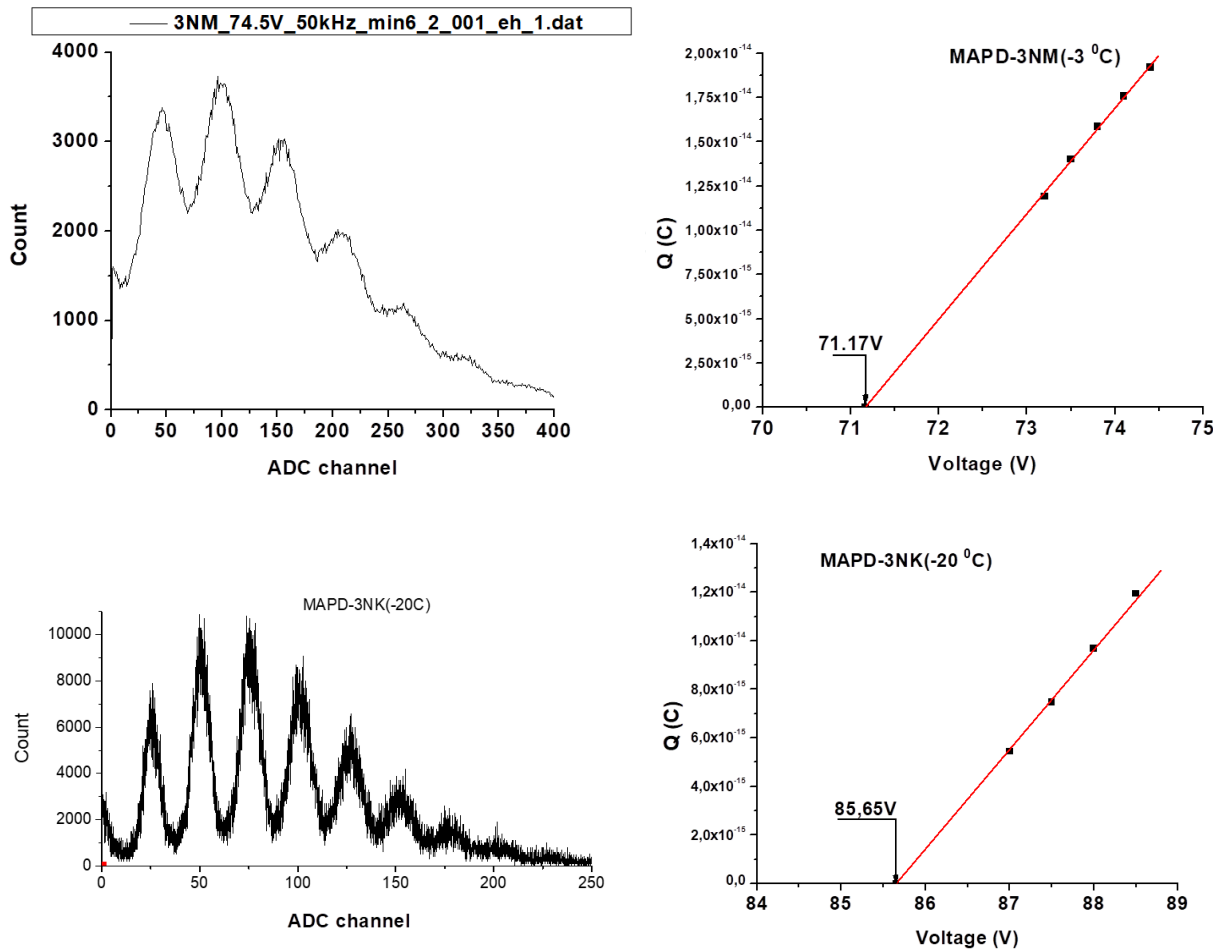 3NM_74.5V_50kHz_min6_2_001_eh_1.dat
4000
3000
2000
1000
0
Count
0 50 100 150 200 250 300 350 400
ADC channel
MAPD-3NM(-3 ⁰C)
2,00x10⁻¹⁴
1,75x10⁻¹⁴
1,50x10⁻¹⁴
1,25x10⁻¹⁴
1,00x10⁻¹⁴
7,50x10⁻¹⁵
5,00x10⁻¹⁵
2,50x10⁻¹⁵
0,00
Q (C)
71.17V
70 71 72 73 74 75
Voltage (V)
MAPD-3NK(-20C)
10000
8000
6000
4000
2000
0
Count
0 50 100 150 200 250
ADC channel
MAPD-3NK(-20 ⁰C)
1,4x10⁻¹⁴
1,2x10⁻¹⁴
1,0x10⁻¹⁴
8,0x10⁻¹⁵
6,0x10⁻¹⁵
4,0x10⁻¹⁵
2,0x10⁻¹⁵
0,0
Q (C)
85,65V
84 85 86 87 88 89
Voltage (V)